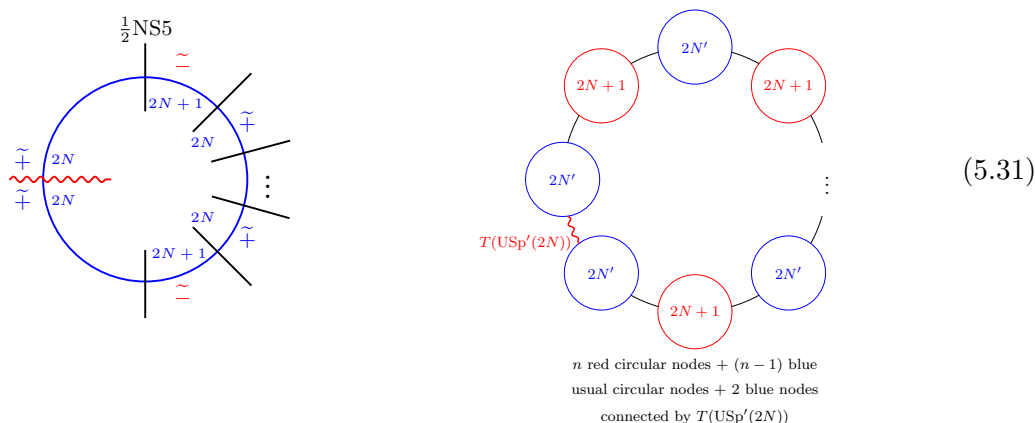 ½NS5
∼
−
2N + 1
∼
+
2N
∼
+
2N
∼
+
2N
⋮
2N
∼
+
2N + 1
∼
−
2N′
2N + 1
2N + 1
2N′
⋮
T(USp′(2N))
2N′
2N′
2N + 1
n red circular nodes + (n − 1) blue
usual circular nodes + 2 blue nodes
connected by T(USp′(2N))
(5.31)